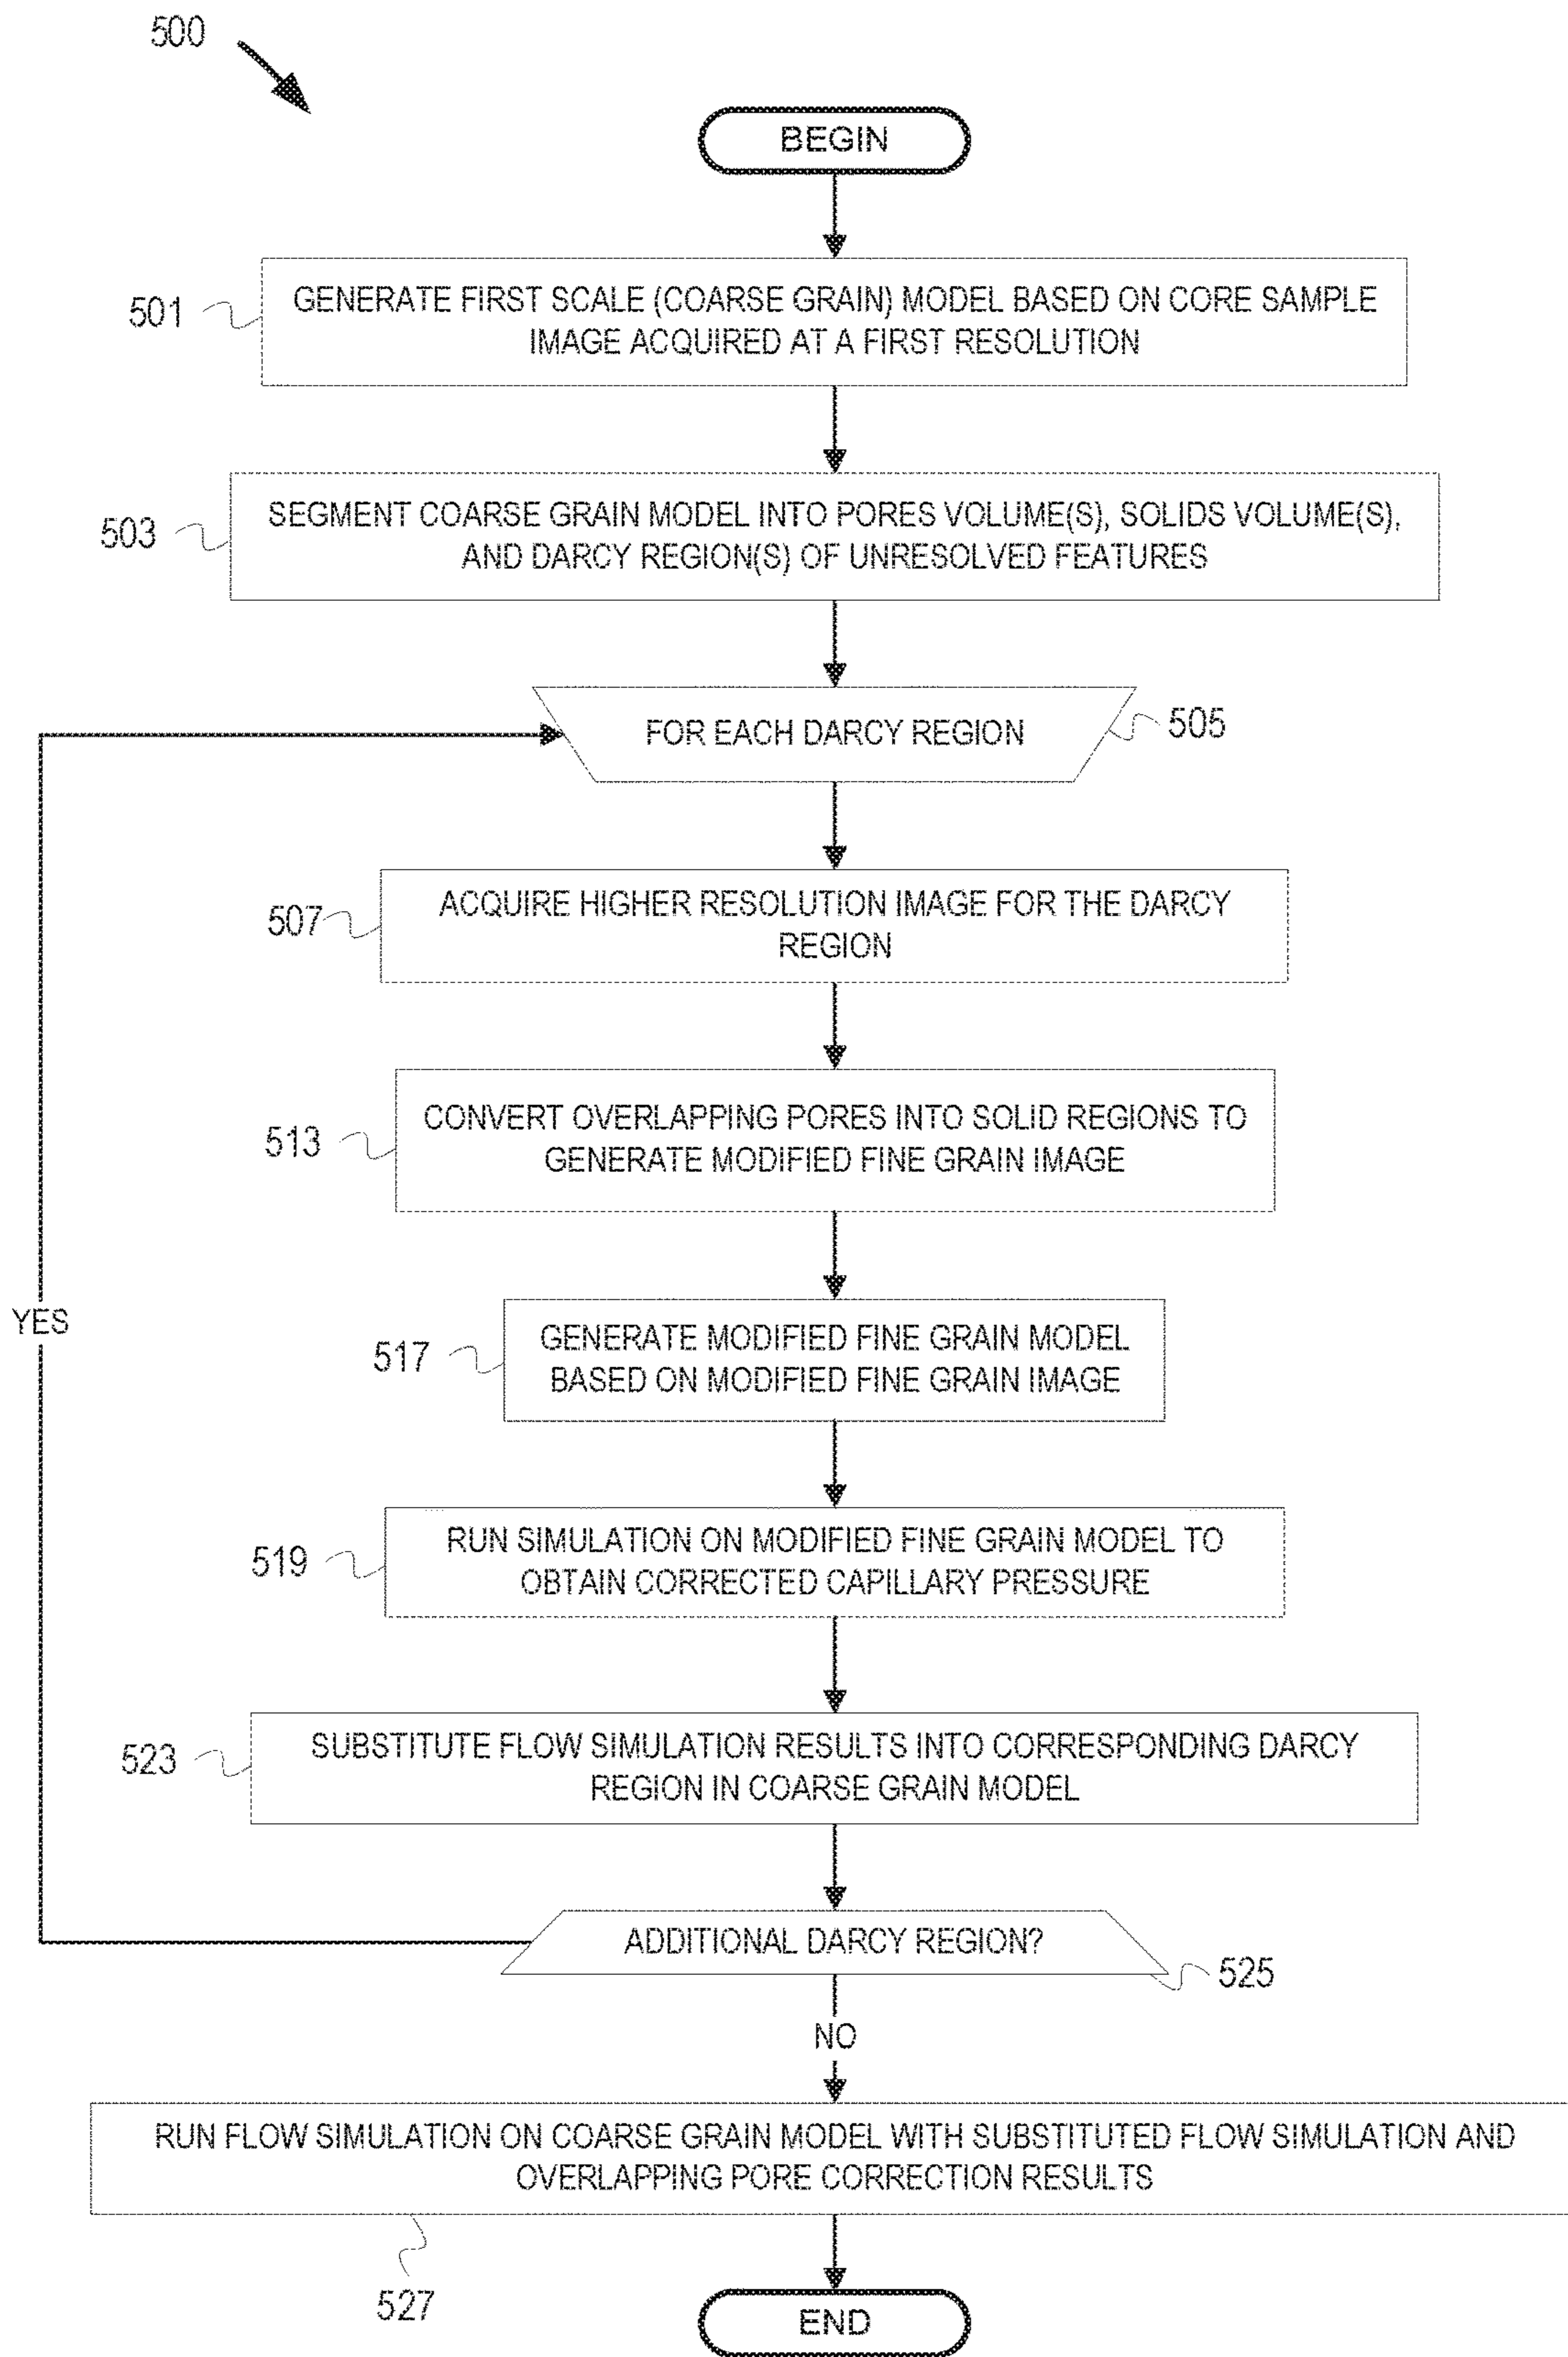 500
BEGIN
501
GENERATE FIRST SCALE (COARSE GRAIN) MODEL BASED ON CORE SAMPLE
IMAGE ACQUIRED AT A FIRST RESOLUTION
503
SEGMENT COARSE GRAIN MODEL INTO PORES VOLUME(S), SOLIDS VOLUME(S),
AND DARCY REGION(S) OF UNRESOLVED FEATURES
FOR EACH DARCY REGION
505
507
ACQUIRE HIGHER RESOLUTION IMAGE FOR THE DARCY
REGION
513
CONVERT OVERLAPPING PORES INTO SOLID REGIONS TO
GENERATE MODIFIED FINE GRAIN IMAGE
YES
517
GENERATE MODIFIED FINE GRAIN MODEL
BASED ON MODIFIED FINE GRAIN IMAGE
519
RUN SIMULATION ON MODIFIED FINE GRAIN MODEL TO
OBTAIN CORRECTED CAPILLARY PRESSURE
523
SUBSTITUTE FLOW SIMULATION RESULTS INTO CORRESPONDING DARCY
REGION IN COARSE GRAIN MODEL
ADDITIONAL DARCY REGION?
525
NO
RUN FLOW SIMULATION ON COARSE GRAIN MODEL WITH SUBSTITUTED FLOW SIMULATION AND
OVERLAPPING PORE CORRECTION RESULTS
527
END